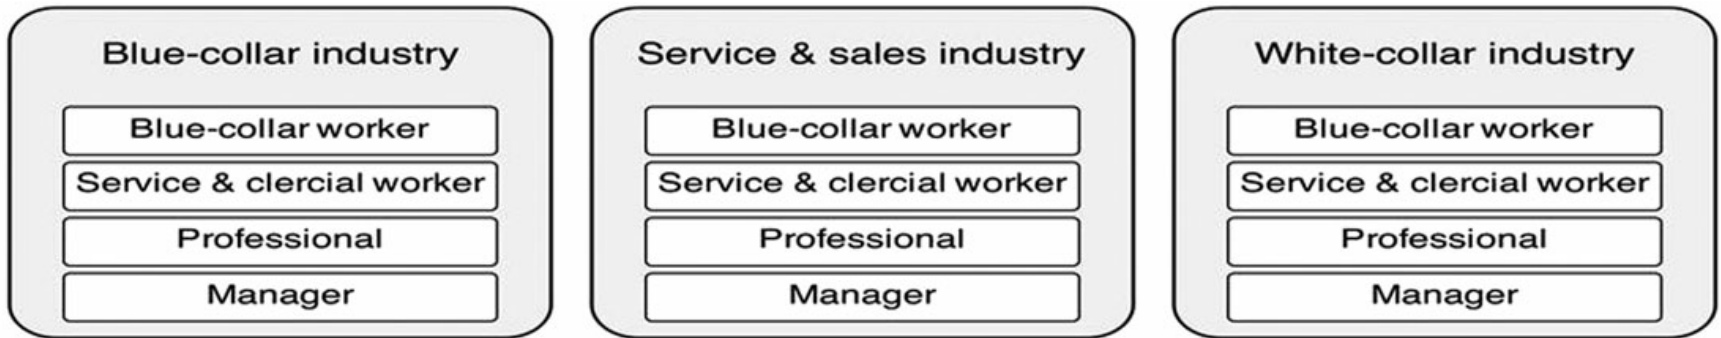 Blue-collar industry
Blue-collar worker
Service & clercial worker
Professional
Manager
Service & sales industry
Blue-collar worker
Service & clercial worker
Professional
Manager
White-collar industry
Blue-collar worker
Service & clercial worker
Professional
Manager